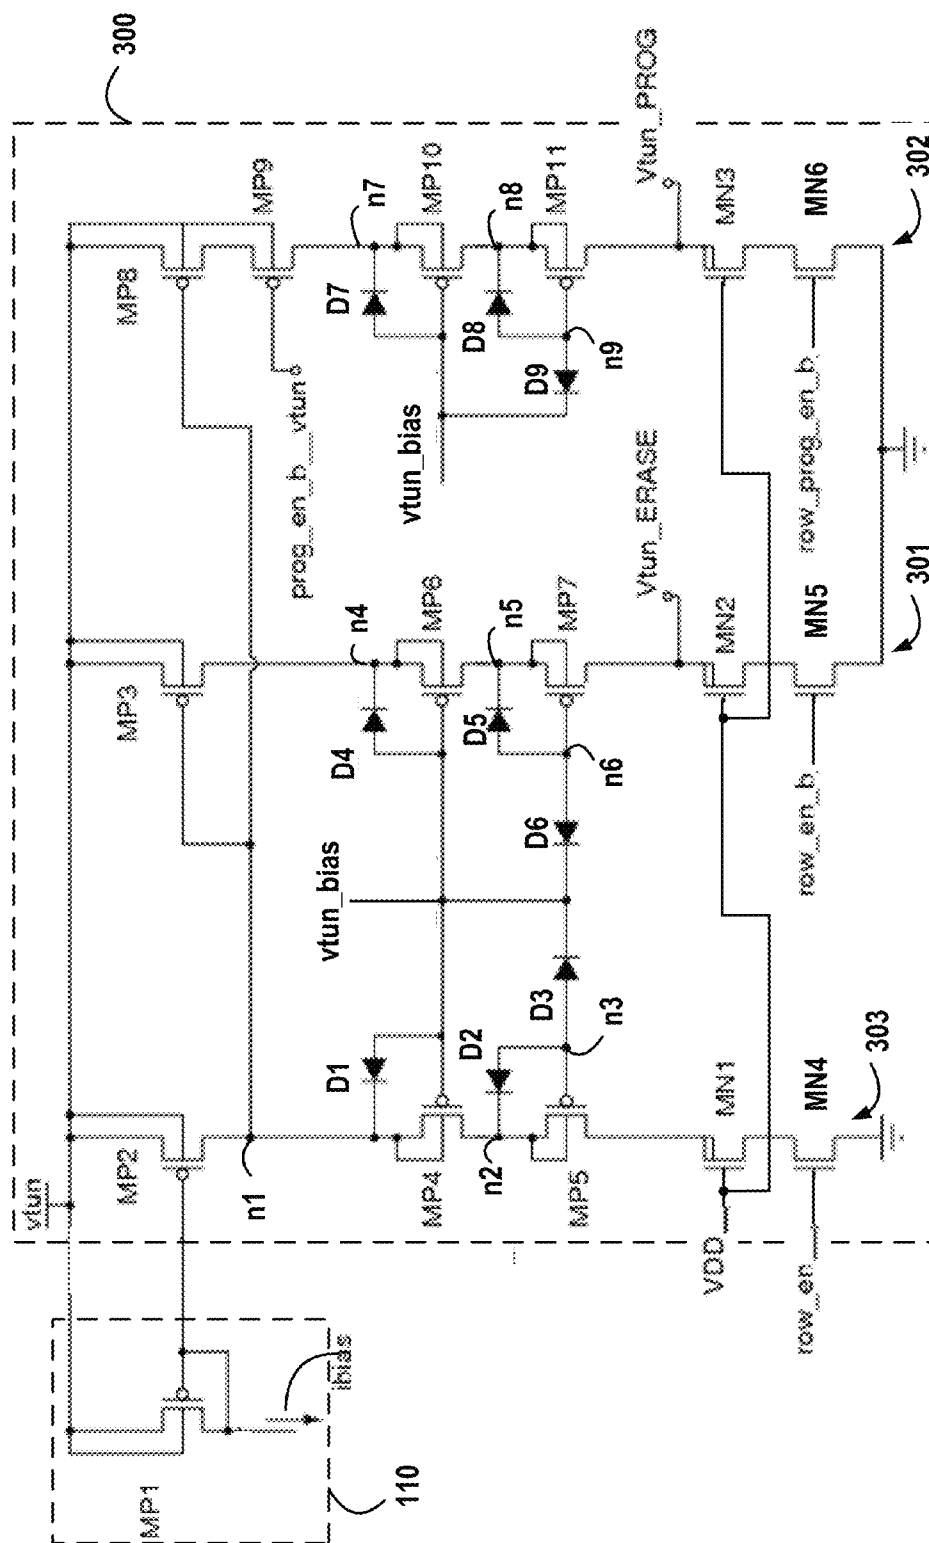 300
vtun
MP2
MP3
MP8
MP9
prog_en_b_vtun
MP1
ibias
110
n1
n4
n7
D1
D4
D7
MP4
MP6
MP10
vtun_bias
vtun_bias
n2
D2
D5
n5
D8
n8
MP5
MP7
MP11
D3
n3
D6
n6
D9
n9
Vtun_ERASE
Vtun_PROG
VDD
MN1
MN2
MN3
row_en
MN4
row_en_b
MN5
row_prog_en_b
MN6
303
301
302